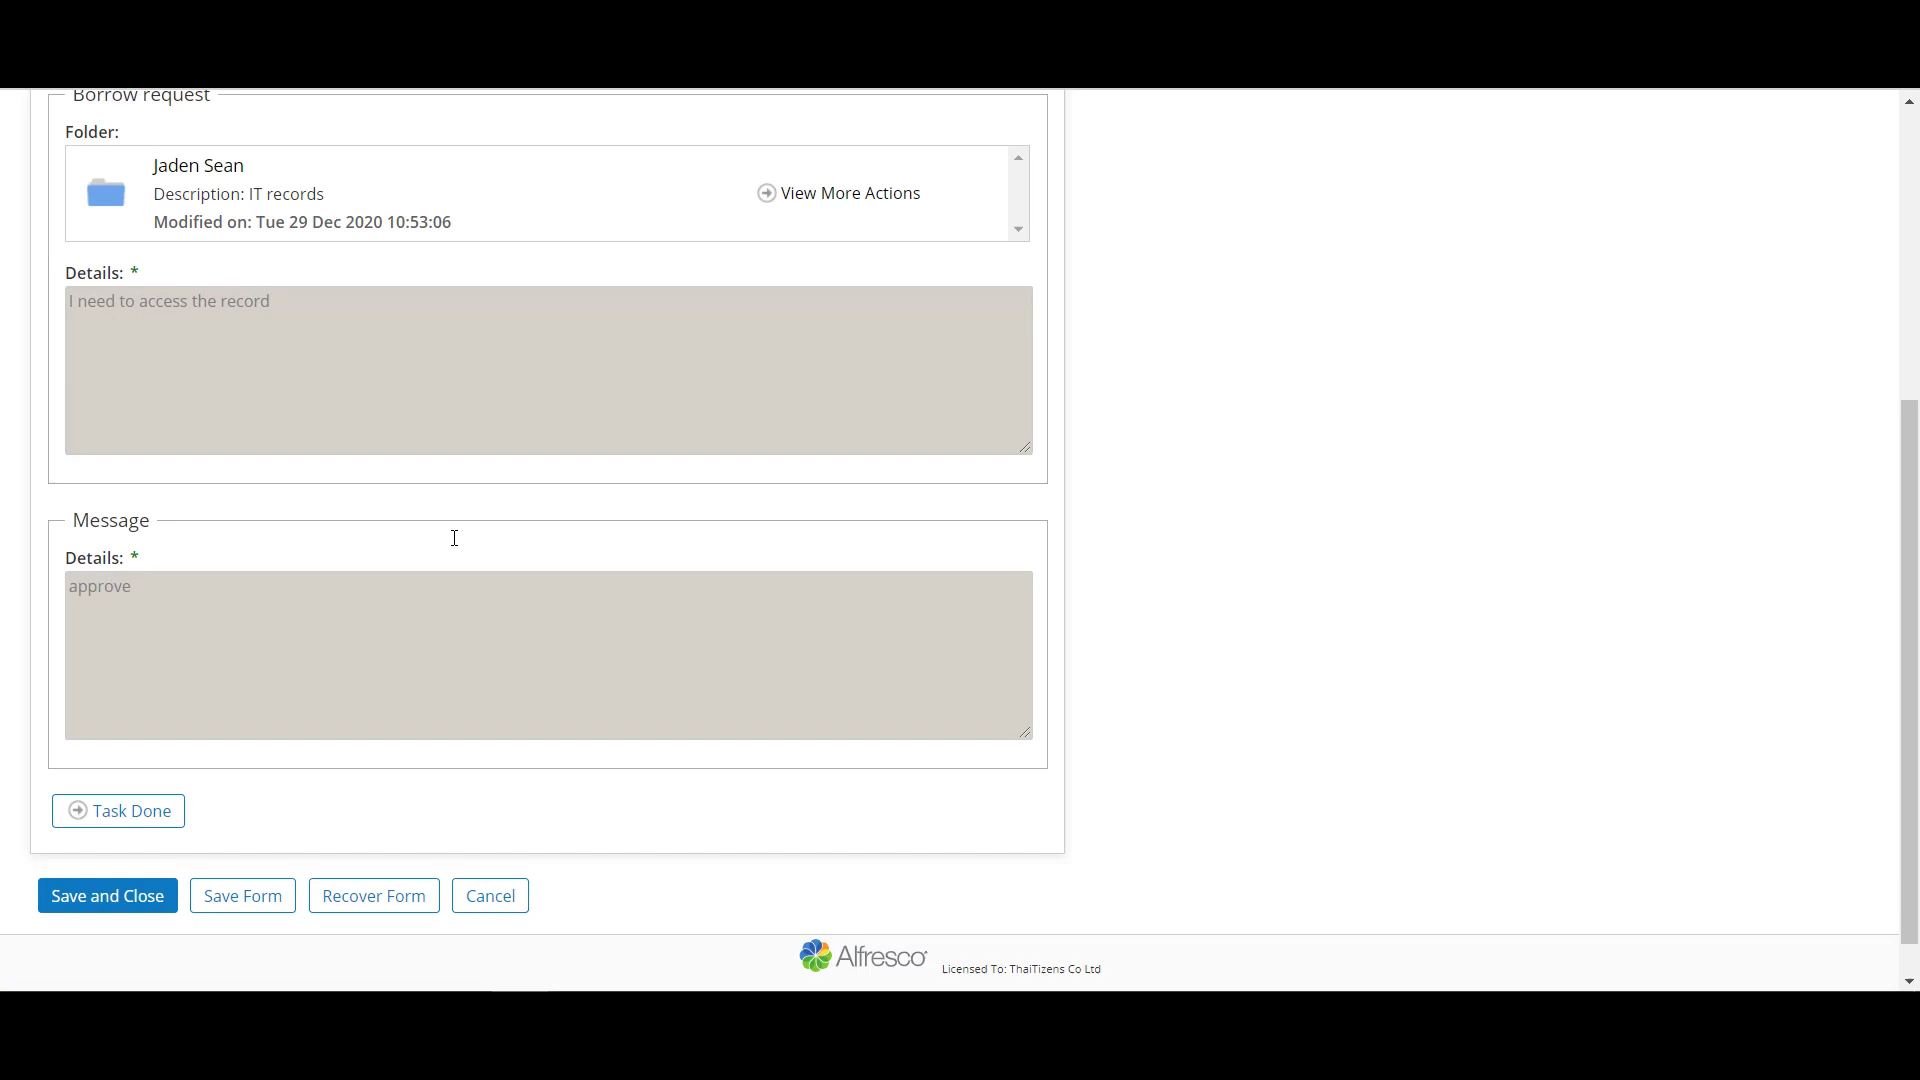 Borrow request
Folder:
Jaden Sean
Description: IT records
View More Actions
Modified on: Tue 29 Dec 2020 10:53:06
Details: *
I need to access the record
Message
Details: *
approve
Task Done
Save and Close Save Form Recover Form Cancel
Alfresco Licensed To: ThaiTizens Co Ltd